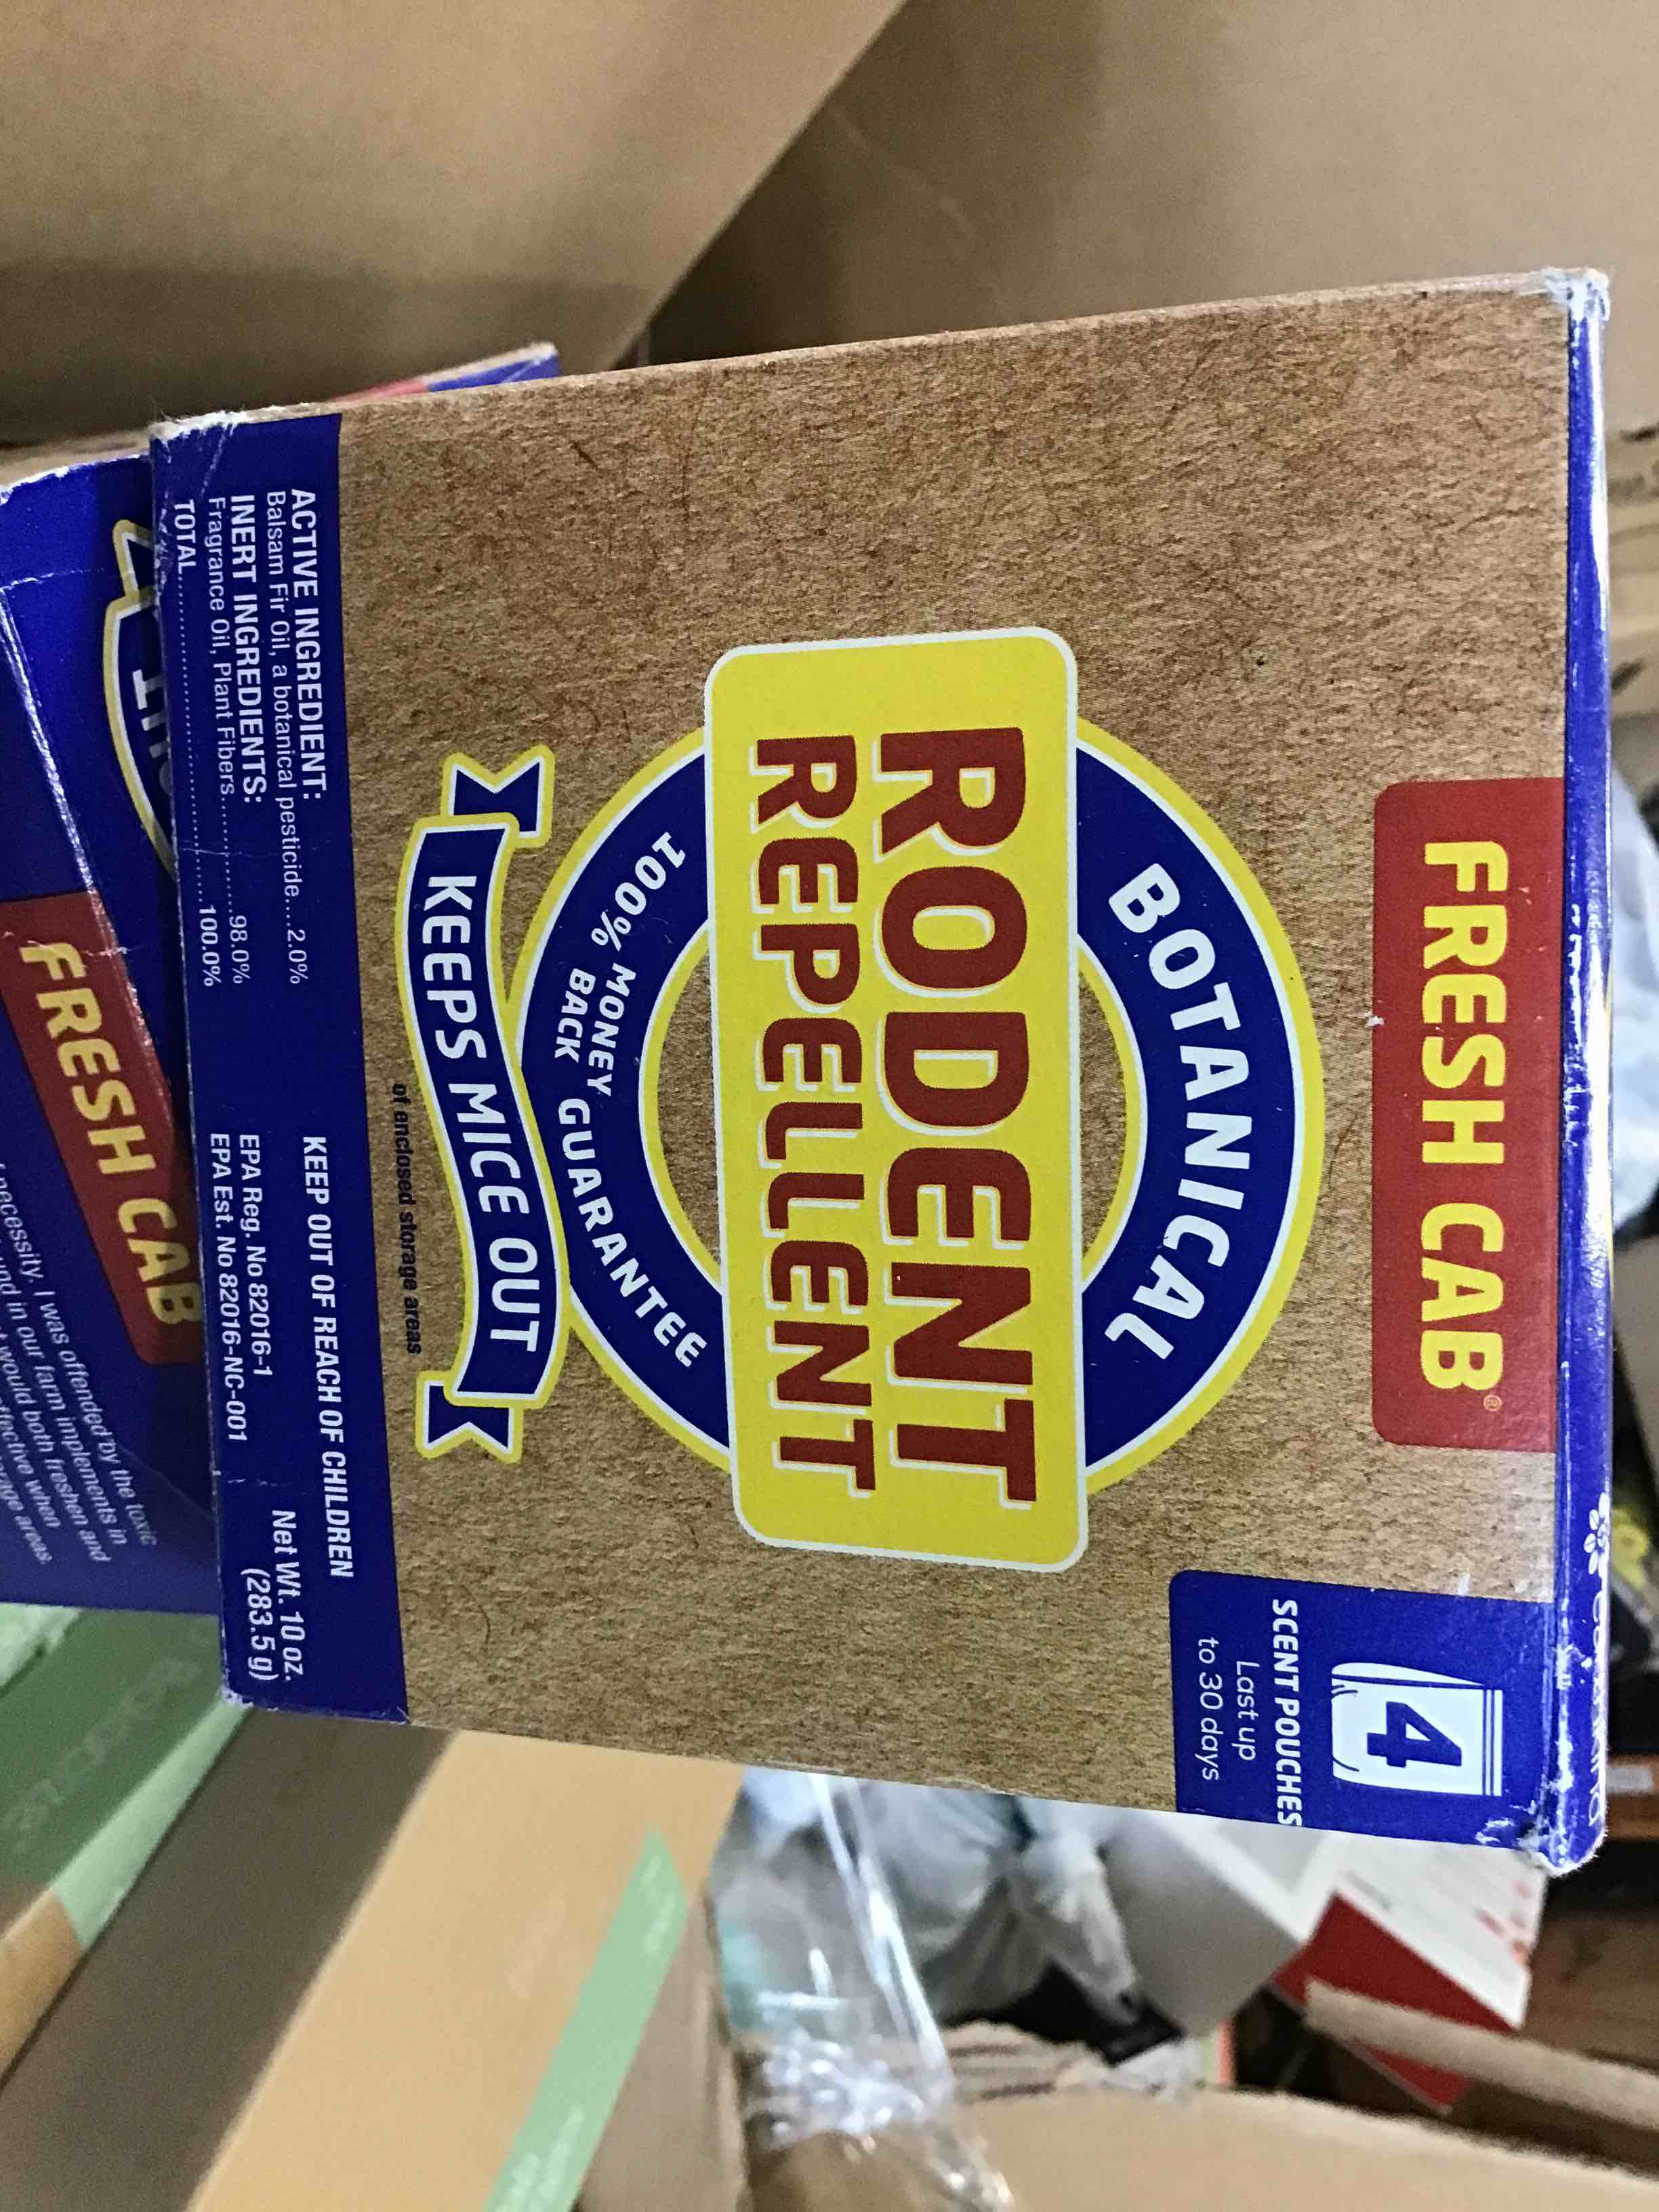 FRESH CAB®
4
SCENT POUCHES
Last up
to 30 days
BOTANICAL
RODENT
REPELLENT
100% MONEY
BACK GUARANTEE
KEEPS MICE OUT
of enclosed storage areas
ACTIVE INGREDIENT:
Balsam Fir Oil, a botanical pesticide....2.0%
INERT INGREDIENTS:
Fragrance Oil, Plant Fibers..............98.0%
TOTAL..............................100.0%
KEEP OUT OF REACH OF CHILDREN
EPA Reg. No 82016-1
EPA Est. No 82016-NC-001
Net Wt. 10 oz.
(283.5 g)
FRESH CAB
necessity. I was offended by the toxic
in our farm implements in
would both freshen and
effective when
areas.